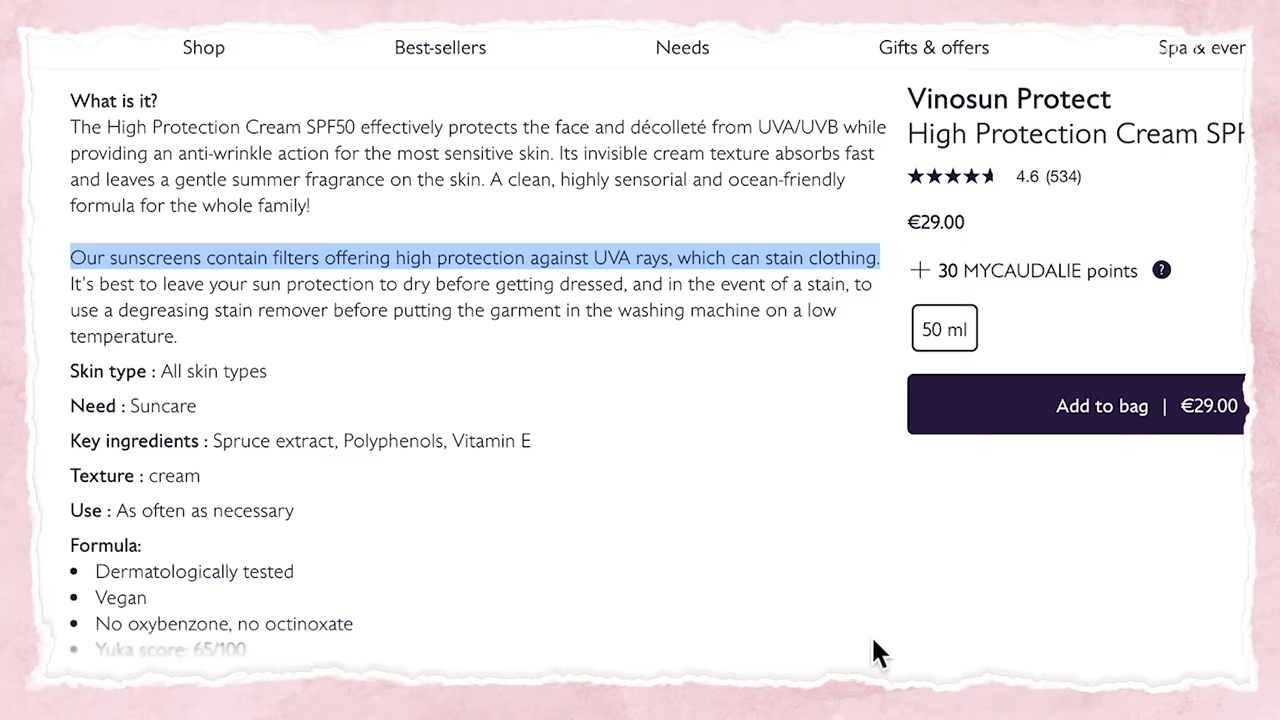 Shop Best-sellers Needs Gifts & offers Spa &
What is it?
The High Protection Cream SPF50 effectively protects the face and décolleté from UVA/UVB while
providing an anti-wrinkle action for the most sensitive skin. Its invisible cream texture absorbs fast
and leaves a gentle summer fragrance on the skin. A clean, highly sensorial and ocean-friendly
formula for the whole family!
Our sunscreens contain filters offering high protection against UVA rays, which can stain clothing.
It's best to leave your sun protection to dry before getting dressed, and in the event of a stain, to
use a degreasing stain remover before putting the garment in the washing machine on a low
temperature.
Skin type : All skin types
Need : Suncare
Key ingredients : Spruce extract, Polyphenols, Vitamin E
Texture : cream
Use : As often as necessary
Formula:
• Dermatologically tested
• Vegan
• No oxybenzone, no octinoxate
• Yuka score: 65/100
Vinosun Protect
High Protection Cream
4.6 (534)
€29.00
+ 30 MYCAUDALIE points ?
50 ml
Add to bag | €29.00